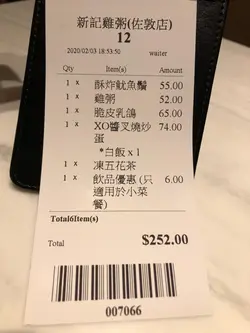 新記雞粥(佐敦店)
12
2020/02/03 18:53:50 waiter
Qty Item(s) Amount
1 x 酥炸魷魚鬚 55.00
1 x 雞粥 52.00
1 x 脆皮乳鴿 65.00
1 x XO醬叉燒炒 74.00
蛋
*白飯 x 1
1 x 凍五花茶
1 x 飲品優惠 (只 6.00
適用於小菜
餐)
Total6Item(s)
Total $252.00
007066